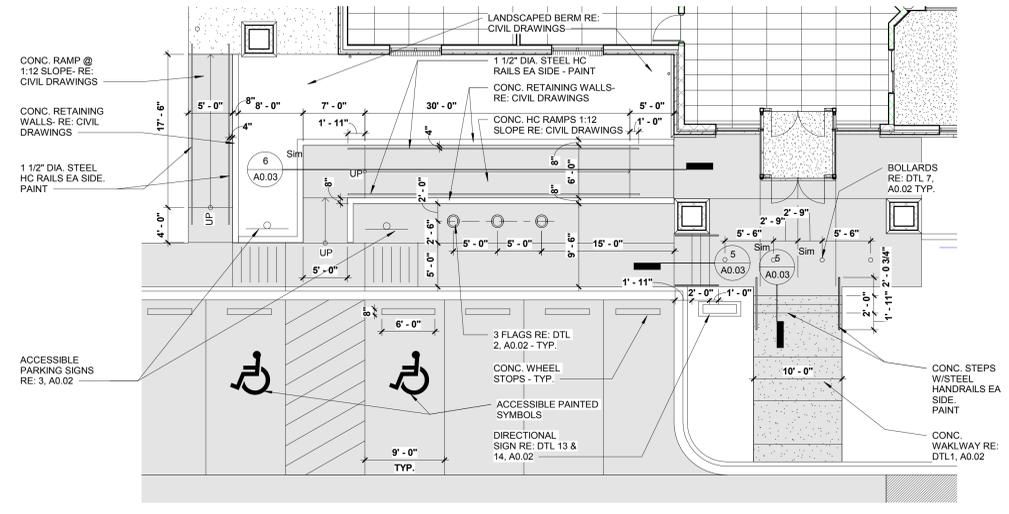 LANDSCAPED BERM RE:
CIVIL DRAWINGS
CONC. RAMP @
1:12 SLOPE- RE:
CIVIL DRAWINGS
1 1/2" DIA. STEEL HC
RAILS EA SIDE - PAINT
CONC. RETAINING WALLS-
RE: CIVIL DRAWINGS
CONC. HC RAMPS 1:12
SLOPE RE: CIVIL DRAWINGS
CONC. RETAINING
WALLS- RE: CIVIL
DRAWINGS
1 1/2" DIA. STEEL
HC RAILS EA SIDE.
PAINT
17' - 6"
5' - 0"
8"
8' - 0"
7' - 0"
30' - 0"
5' - 0"
4"
1' - 11"
4"
1' - 0"
Sim
6
A0.03
UP
8"
6' - 0"
8"
8"
2' - 0"
UP
4' - 0"
UP
2' - 6"
5' - 0"
5' - 0"
5' - 0"
15' - 0"
9' - 6"
5' - 0"
BOLLARDS
RE: DTL 7,
A0.02 TYP.
2' - 9"
2' - 9"
5' - 6"
5' - 6"
Sim
Sim
5
A0.03
5
A0.03
2' - 0 3/4"
1' - 11"
2' - 0"
1' - 11"
2' - 0"
1' - 0"
8"
6' - 0"
3 FLAGS RE: DTL
2, A0.02 - TYP.
CONC. WHEEL
STOPS - TYP.
ACCESSIBLE PAINTED
SYMBOLS
DIRECTIONAL
SIGN RE: DTL 13 &
14, A0.02
ACCESSIBLE
PARKING SIGNS
RE: 3, A0.02
9' - 0"
TYP.
10' - 0"
CONC. STEPS
W/STEEL
HANDRAILS EA
SIDE.
PAINT
CONC.
WAKLWAY RE:
DTL1, A0.02